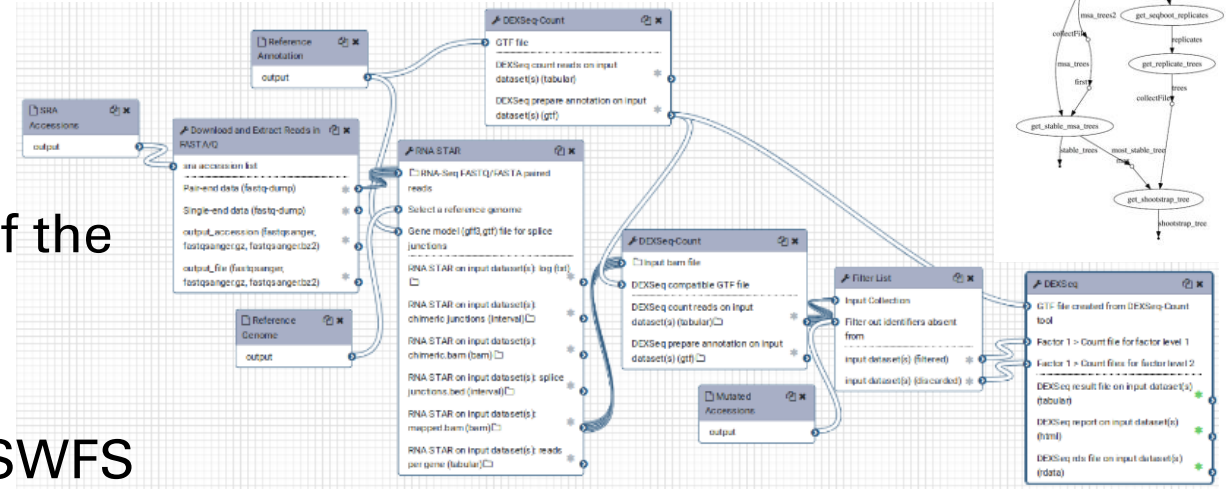 f the
SWFS
SRA
Accessions
output
Reference
Annotation
output
Download and Extract Reads in
FASTA/Q
sra accession list
Pair-end data (fastq-dump)
Single-end data (fastq-dump)
output_accession (fastqsanger,
fastqsanger.gz, fastqsanger.bz2)
output_file (fastqsanger,
fastqsanger.gz, fastqsanger.bz2)
Reference
Genome
output
DEXSeq-Count
GTF file
DEXSeq count reads on input
dataset(s) (tabular)
DEXSeq prepare annotation on input
dataset(s) (gtf)
RNA STAR
RNA-Seq FASTQ/FASTA paired
reads
Select a reference genome
Gene model (gff3,gtf) file for splice
junctions
RNA STAR on input dataset(s): log (txt)
RNA STAR on input dataset(s):
chimeric junctions (interval)
RNA STAR on input dataset(s):
chimeric.bam (bam)
RNA STAR on input dataset(s): splice
junctions.bed (interval)
RNA STAR on input dataset(s):
mapped.bam (bam)
RNA STAR on input dataset(s): reads
per gene (tabular)
DEXSeq-Count
Input bam file
DEXSeq compatible GTF file
DEXSeq count reads on input
dataset(s) (tabular)
DEXSeq prepare annotation on input
dataset(s) (gtf)
Mutated
Accessions
output
Filter List
Input Collection
Filter out identifiers absent
from
input dataset(s) (filtered)
input dataset(s) (discarded)
DEXSeq
GTF file created from DEXSeq-Count
tool
Factor 1 > Count file for factor level 1
Factor 1 > Count files for factor level 2
DEXSeq result file on input dataset(s)
(tabular)
DEXSeq report on input dataset(s)
(html)
DEXSeq rds file on input dataset(s)
(rdata)
msa_trees2
get_seqboot_replicates
collectFile
replicates
msa_trees
get_replicate_trees
first
trees
collectFile
get_stable_msa_trees
stable_trees
most_stable_tree
get_shootstrap_tree
shootstrap_tree